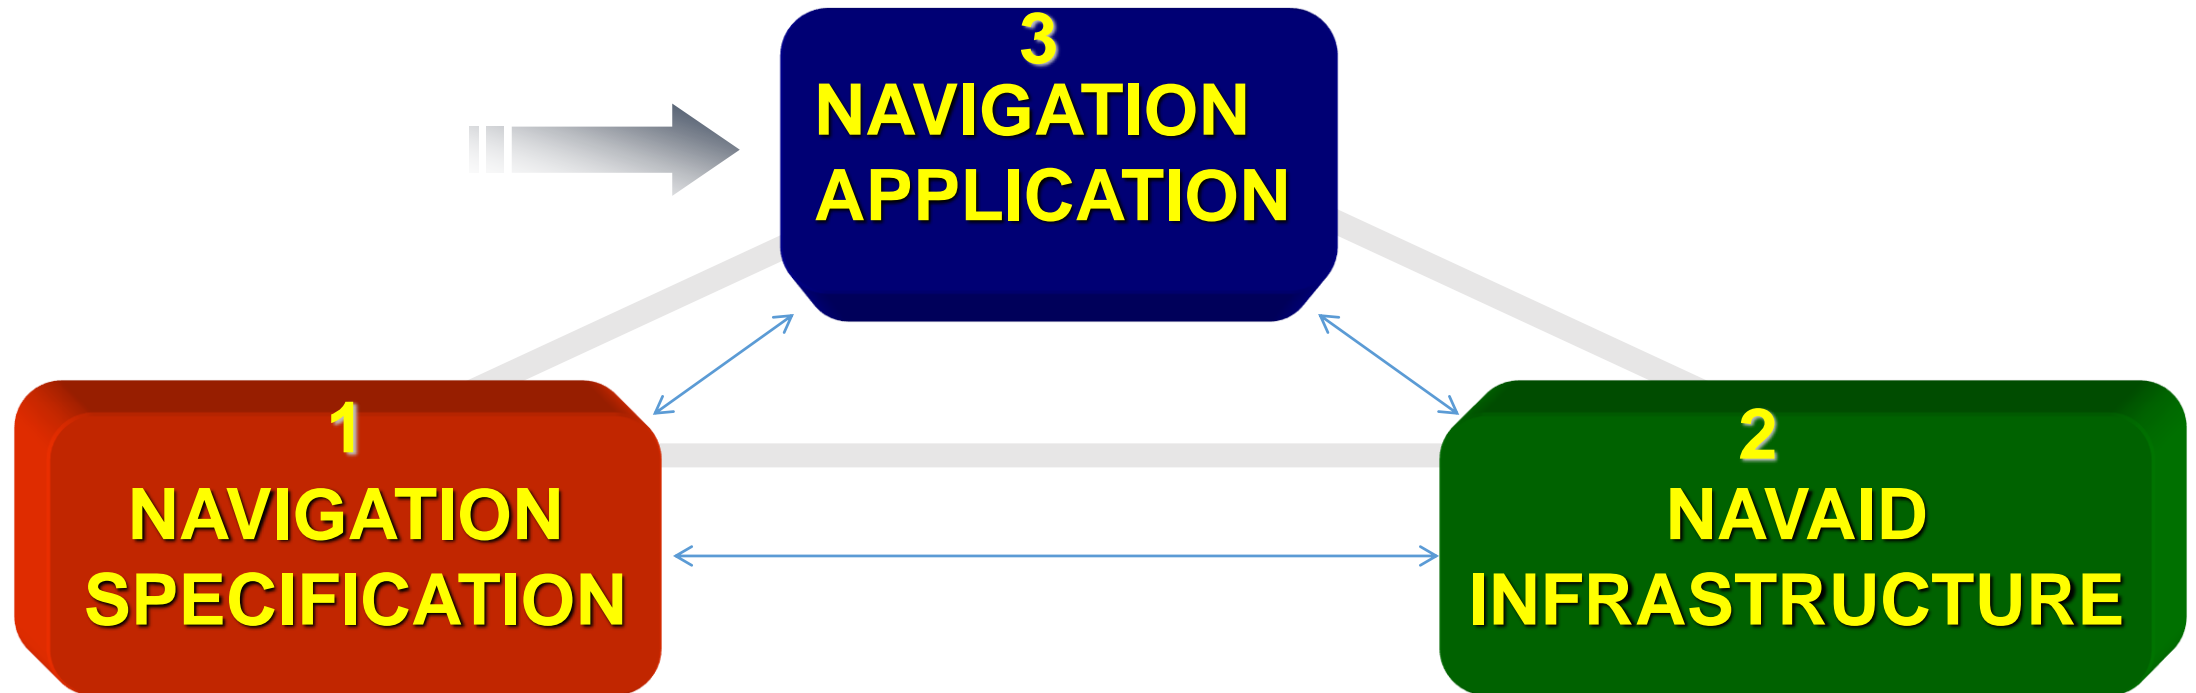 3
NAVIGATION
APPLICATION
1
NAVIGATION
SPECIFICATION
2
NAVAID
INFRASTRUCTURE